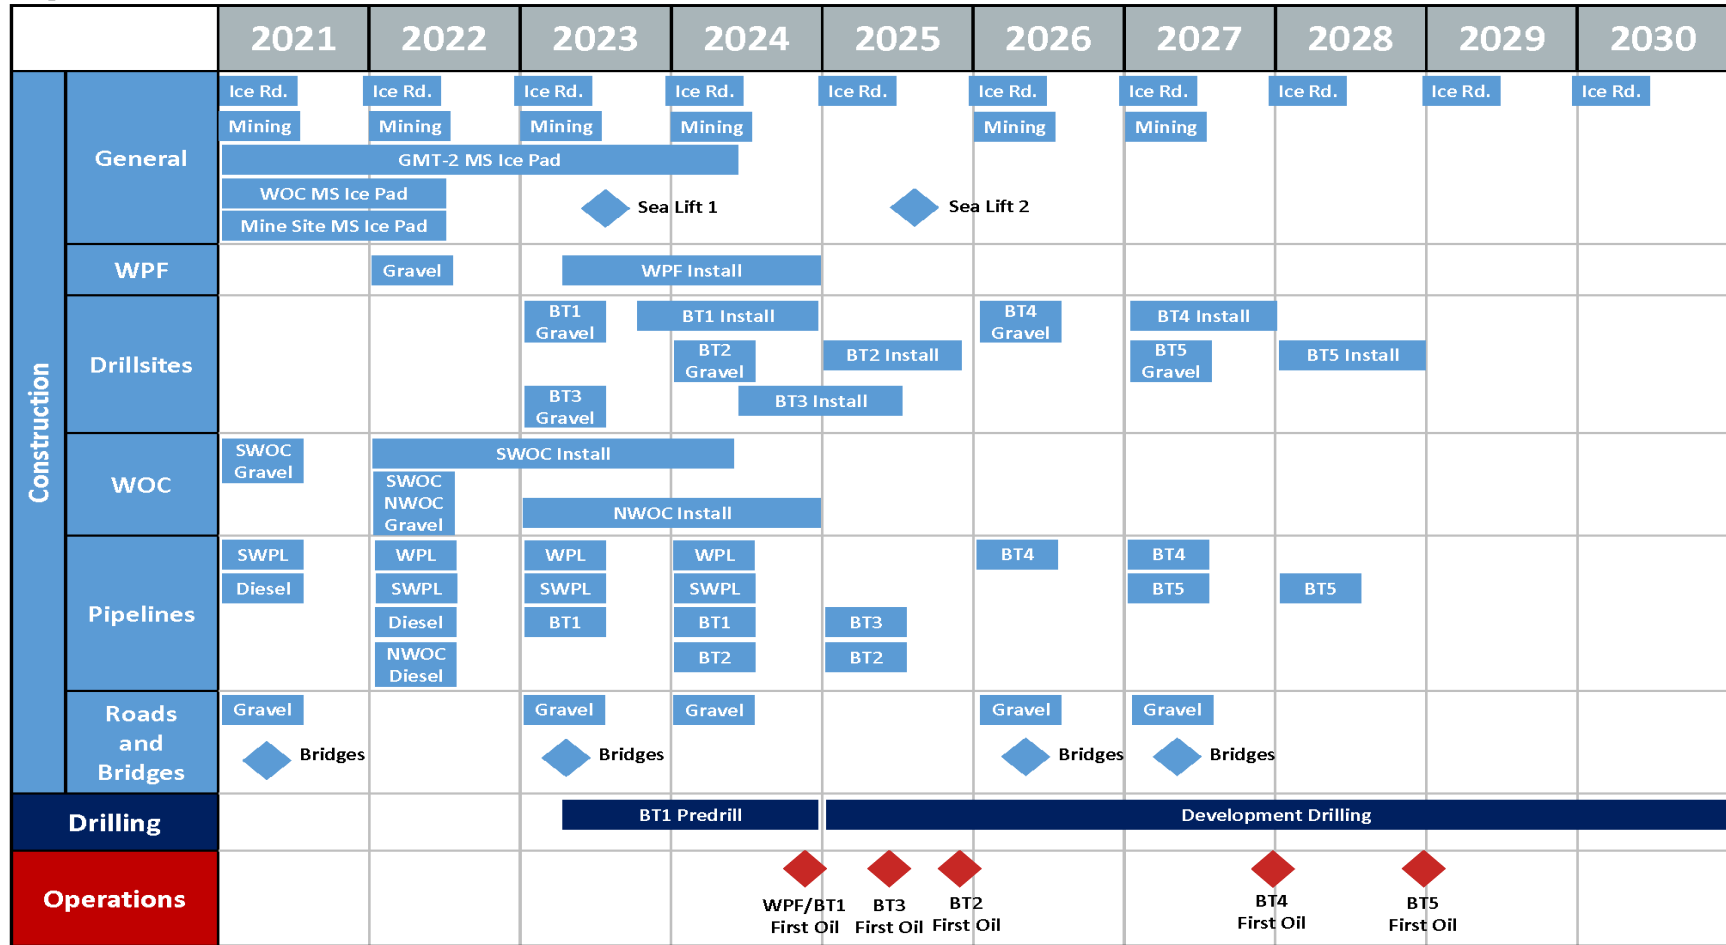 2021 2022 2023 2024 2025 2026 2027 2028 2029 2030
Construction
General
Ice Rd. Ice Rd. Ice Rd. Ice Rd. Ice Rd. Ice Rd. Ice Rd. Ice Rd. Ice Rd. Ice Rd.
Mining Mining Mining Mining Mining Mining
GMT-2 MS Ice Pad
WOC MS Ice Pad
Sea Lift 1 Sea Lift 2
Mine Site MS Ice Pad
WPF
Gravel WPF Install
Drillsites
BT1
Gravel
BT1 Install
BT4
Gravel
BT4 Install
BT2
Gravel
BT2 Install
BT5
Gravel
BT5 Install
BT3
Gravel
BT3 Install
WOC
SWOC
Gravel
SWOC Install
SWOC
NWOC
Gravel
NWOC Install
Pipelines
SWPL WPL WPL WPL BT4 BT4
Diesel SWPL SWPL SWPL BT5 BT5
Diesel BT1 BT1 BT3
NWOC
Diesel
BT2 BT2
Roads
and
Bridges
Gravel Gravel Gravel Gravel Gravel
Bridges Bridges Bridges Bridges
Drilling
BT1 Predrill Development Drilling
Operations
WPF/BT1
First Oil
BT3
First Oil
BT2
First Oil
BT4
First Oil
BT5
First Oil